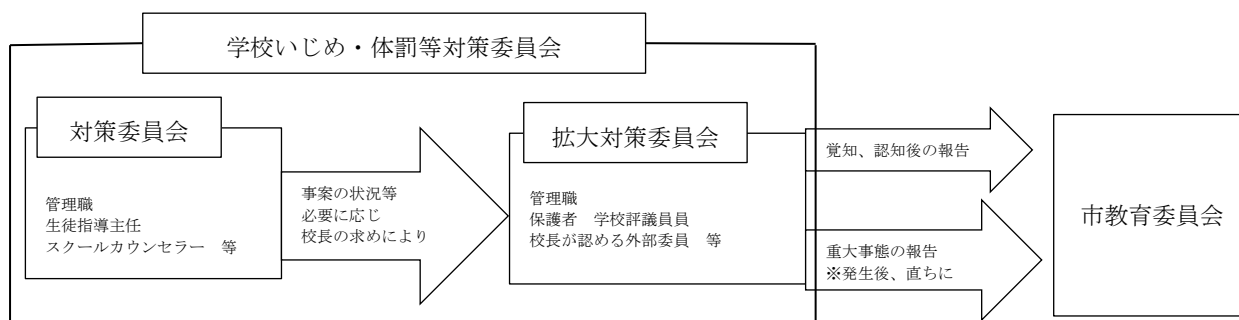 学校いじめ・体罰等対策委員会
対策委員会
管理職
生徒指導主任
スクールカウンセラー　等
事案の状況等
必要に応じ
校長の求めにより
拡大対策委員会
管理職
保護者　学校評議員員
校長が認める外部委員　等
覚知、認知後の報告
重大事態の報告
※発生後、直ちに
市教育委員会